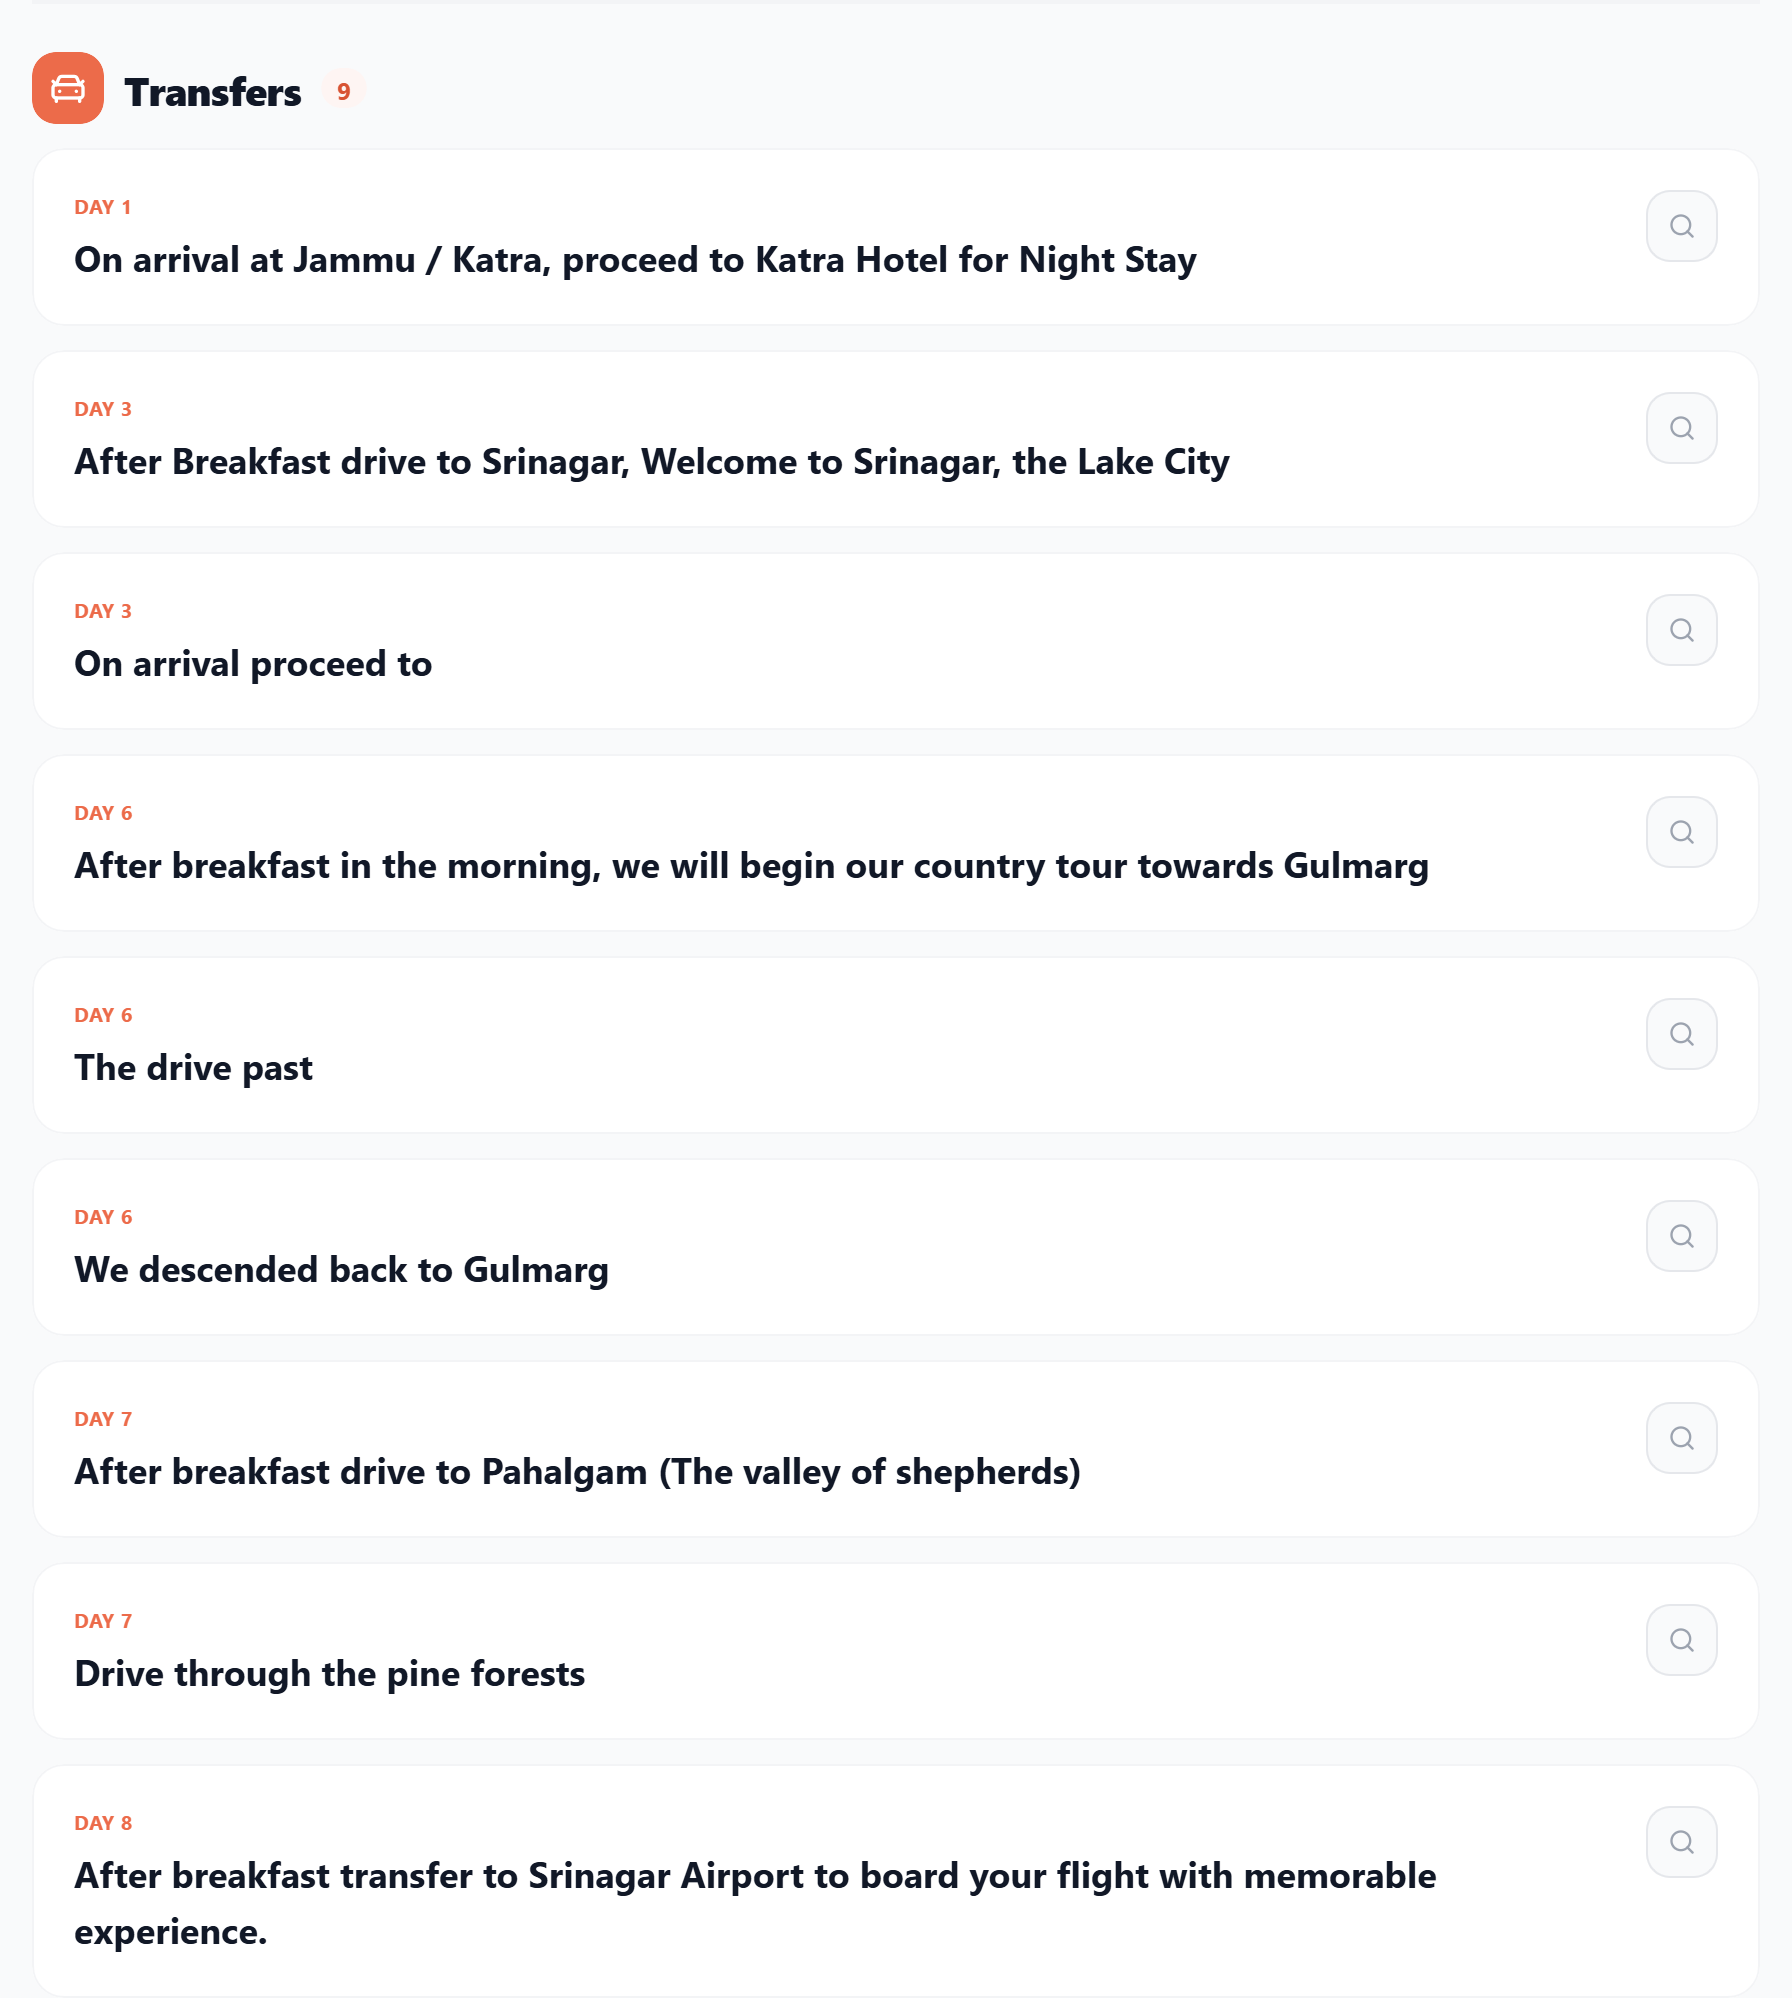 Transfers 9
DAY 1
On arrival at Jammu / Katra, proceed to Katra Hotel for Night Stay
DAY 3
After Breakfast drive to Srinagar, Welcome to Srinagar, the Lake City
DAY 3
On arrival proceed to
DAY 6
After breakfast in the morning, we will begin our country tour towards Gulmarg
DAY 6
The drive past
DAY 6
We descended back to Gulmarg
DAY 7
After breakfast drive to Pahalgam (The valley of shepherds)
DAY 7
Drive through the pine forests
DAY 8
After breakfast transfer to Srinagar Airport to board your flight with memorable
experience.